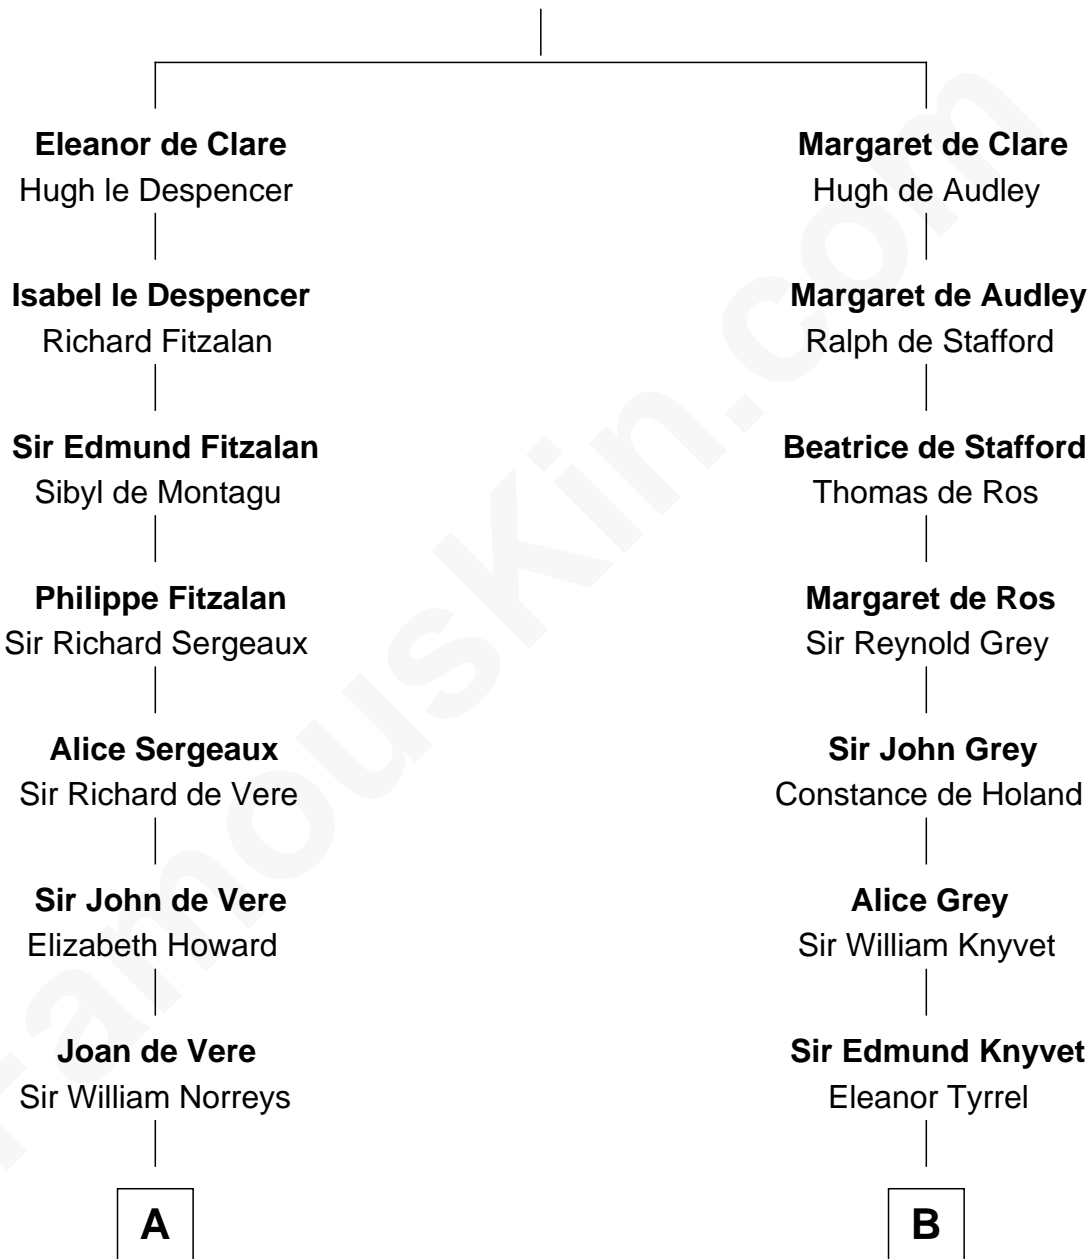 Eleanor de Clare
Hugh le Despencer
Margaret de Clare
Hugh de Audley
Isabel le Despencer
Richard Fitzalan
Margaret de Audley
Ralph de Stafford
Sir Edmund Fitzalan
Sibyl de Montagu
Beatrice de Stafford
Thomas de Ros
Philippe Fitzalan
Sir Richard Sergeaux
Margaret de Ros
Sir Reynold Grey
Alice Sergeaux
Sir Richard de Vere
Sir John Grey
Constance de Holand
Sir John de Vere
Elizabeth Howard
Alice Grey
Sir William Knyvet
Joan de Vere
Sir William Norreys
Sir Edmund Knyvet
Eleanor Tyrrel
A
B
FamousKin.com